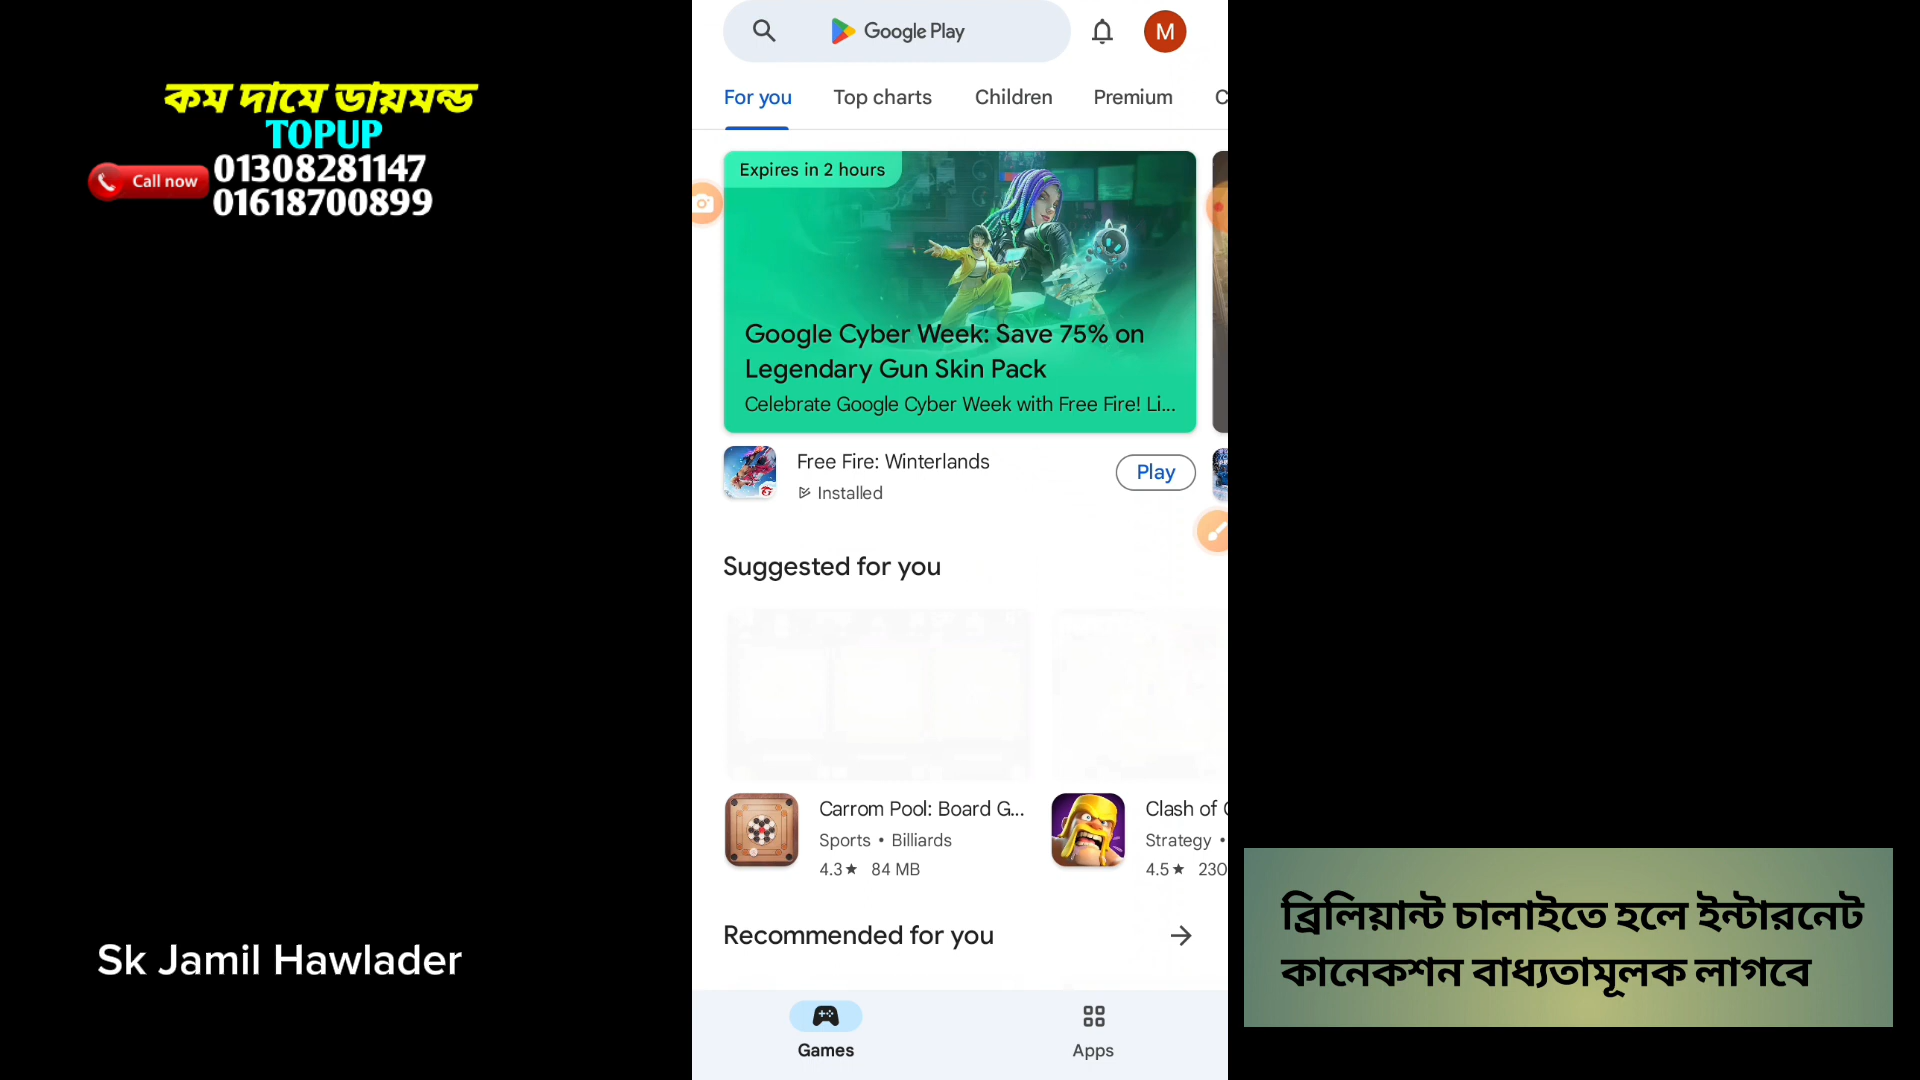 কম দামে ডায়মন্ড
TOPUP
Call now
01308281147
01618700899
Sk Jamil Hawlader
Google Play
M
For you Top charts Children Premium C
Expires in 2 hours
Google Cyber Week: Save 75% on
Legendary Gun Skin Pack
Celebrate Google Cyber Week with Free Fire! Li...
Free Fire: Winterlands
Installed
Play
Suggested for you
Carrom Pool: Board G...
Sports • Billiards
4.3★ 84 MB
Clash of
Strategy •
4.5★ 230
Recommended for you
Games
Apps
ব্রিলিয়ান্ট চালাইতে হলে ইন্টারনেট
কানেকশন বাধ্যতামূলক লাগবে